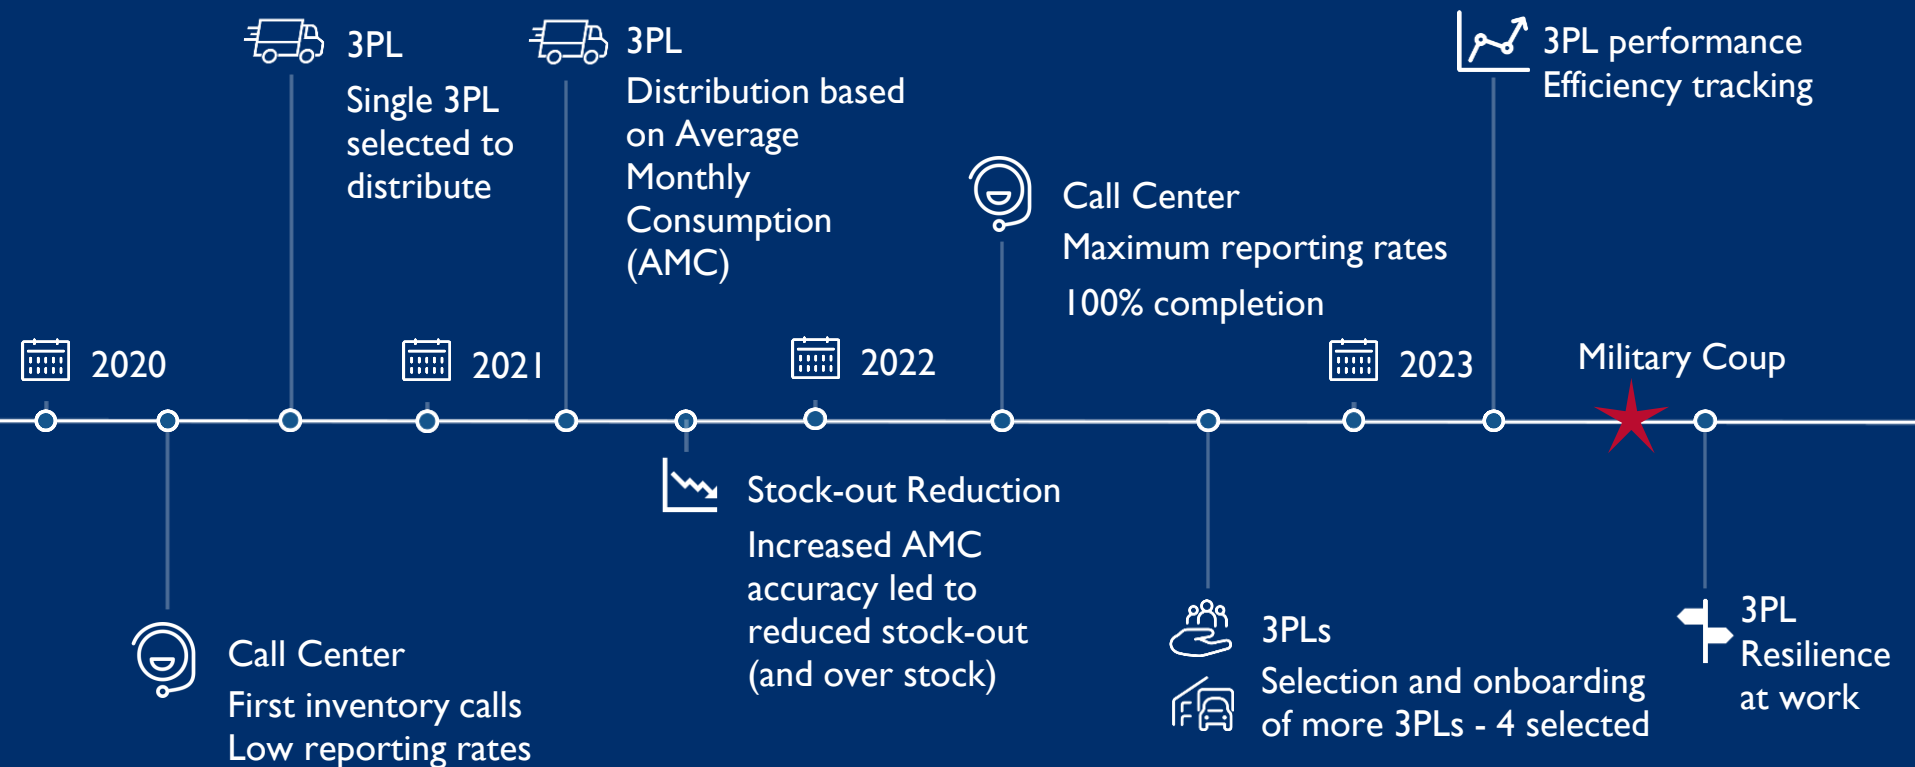 3PL
Single 3PL
selected to
distribute
3PL
Distribution based
on Average
Monthly
Consumption
(AMC)
Call Center
Maximum reporting rates
100% completion
3PL performance
Efficiency tracking
2020
2021
2022
2023
Military Coup
Call Center
First inventory calls
Low reporting rates
Stock-out Reduction
Increased AMC
accuracy led to
reduced stock-out
(and over stock)
3PLs
Selection and onboarding
of more 3PLs - 4 selected
3PL
Resilience
at work